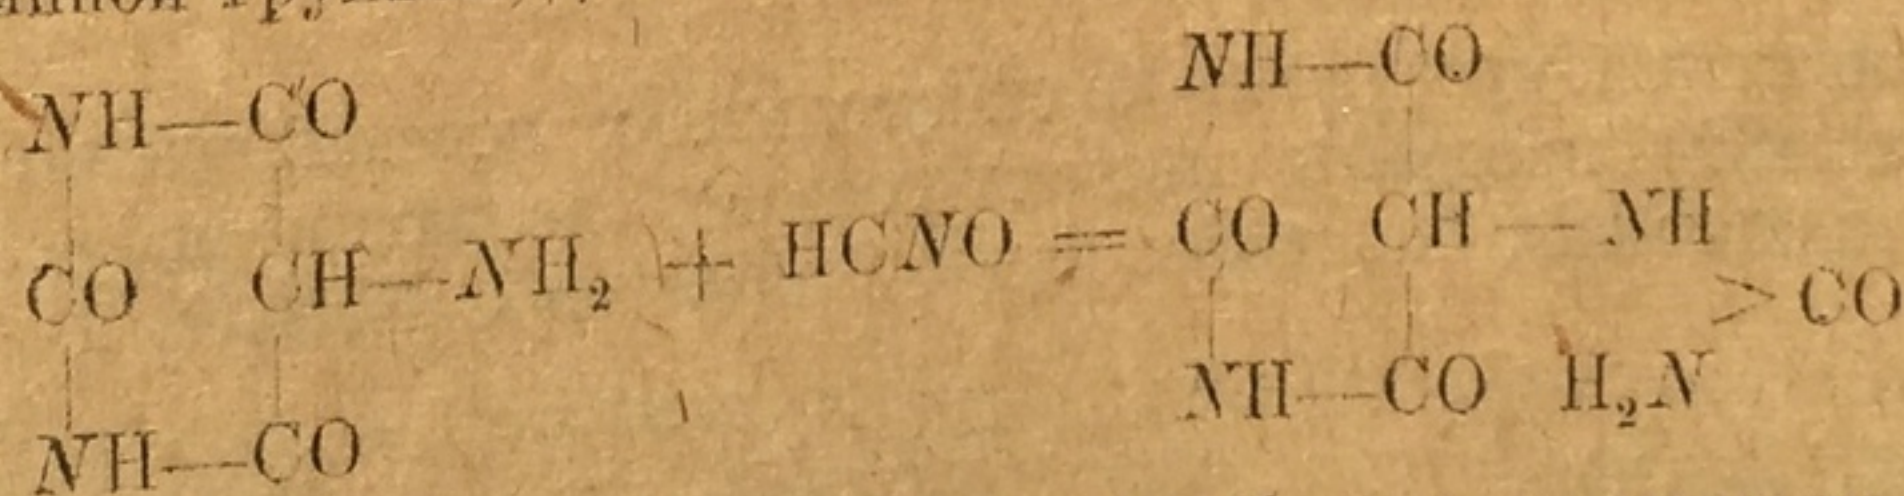 NH—CO NH—CO
CO CH—NH₂ + HCNO = CO CH—NH
> CO
NH—CO NH—CO H₂N